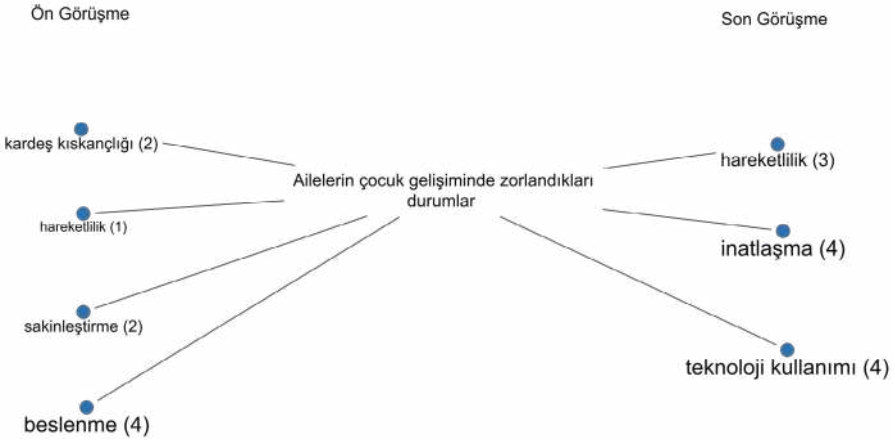 Ön Görüşme
Son Görüşme
kardeş kıskançlığı (2)
hareketlilik (1)
sakinleştirme (2)
beslenme (4)
Ailelerin çocuk gelişiminde zorlandıkları
durumlar
hareketlilik (3)
inatlaşma (4)
teknoloji kullanımı (4)